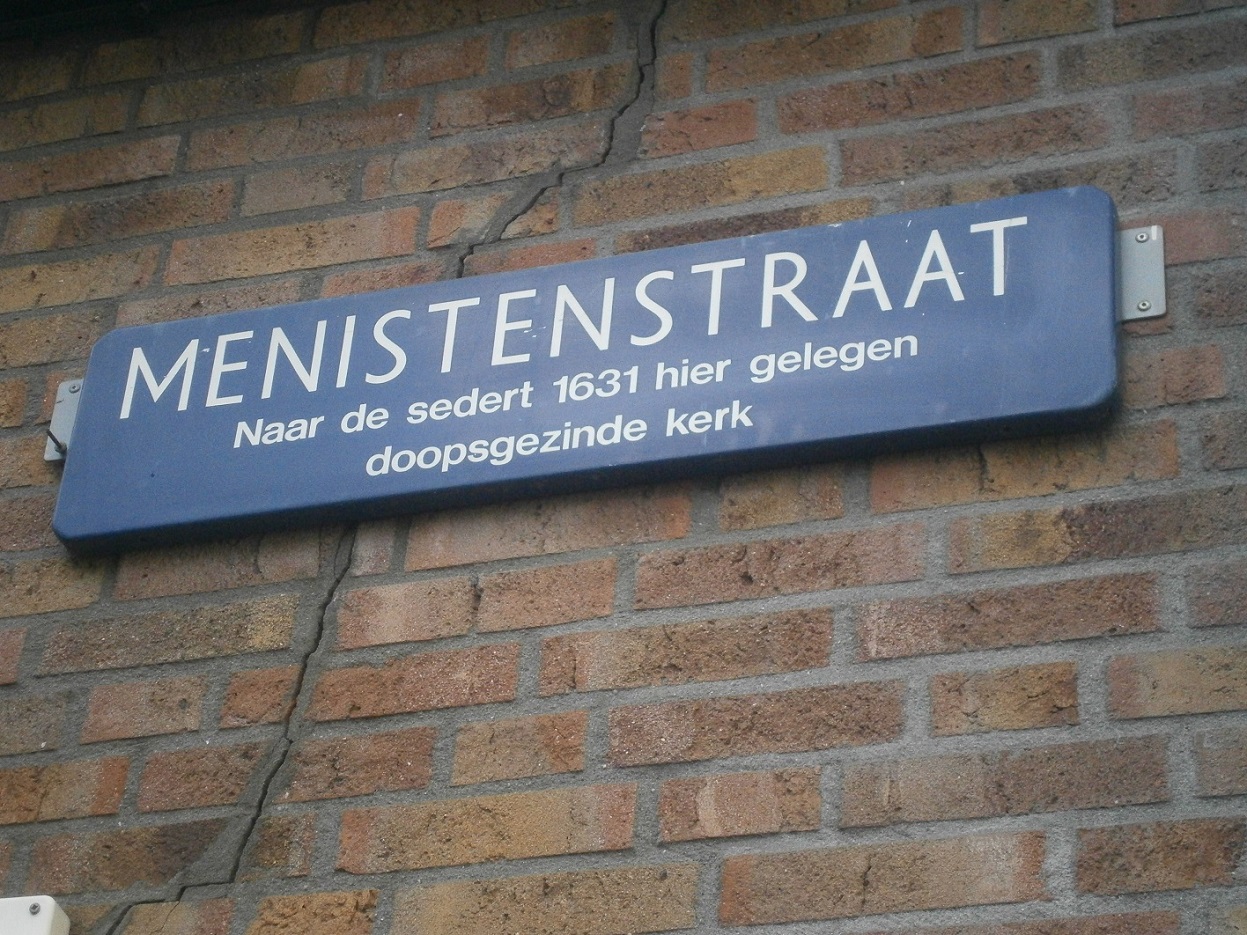 MENISTENSTRAAT
Naar de sedert 1631 hier gelegen
doopsgezinde kerk